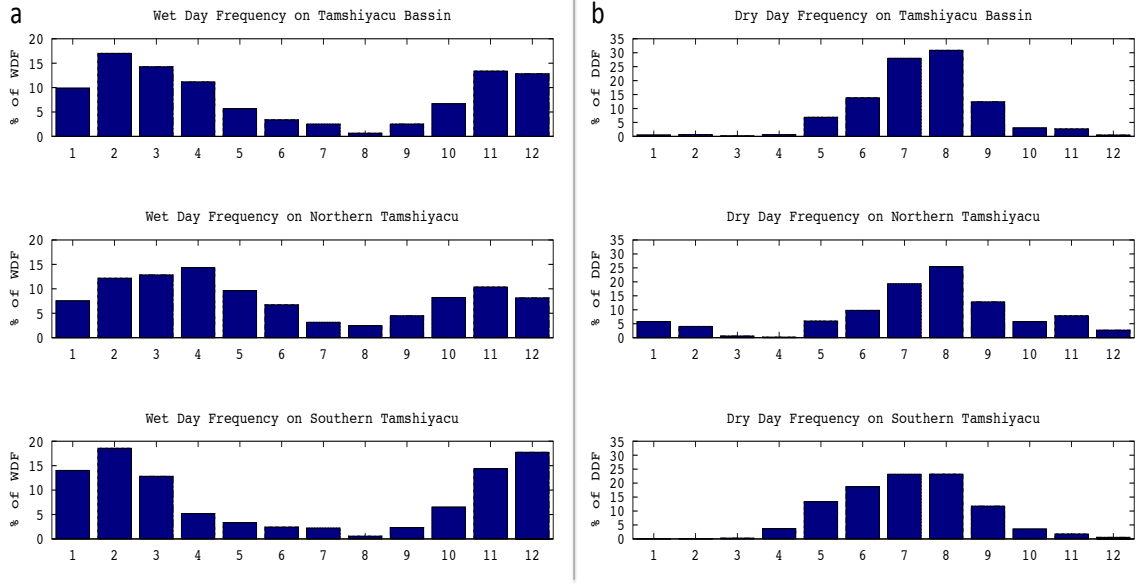 a
Wet Day Frequency on Tamshiyacu Bassin
% of WDF
20
15
10
5
0
1 2 3 4 5 6 7 8 9 10 11 12
Wet Day Frequency on Northern Tamshiyacu
% of WDF
20
15
10
5
0
1 2 3 4 5 6 7 8 9 10 11 12
Wet Day Frequency on Southern Tamshiyacu
% of WDF
20
15
10
5
0
1 2 3 4 5 6 7 8 9 10 11 12
b
Dry Day Frequency on Tamshiyacu Bassin
% of DDF
35
30
25
20
15
10
5
0
1 2 3 4 5 6 7 8 9 10 11 12
Dry Day Frequency on Northern Tamshiyacu
% of DDF
35
30
25
20
15
10
5
0
1 2 3 4 5 6 7 8 9 10 11 12
Dry Day Frequency on Southern Tamshiyacu
% of DDF
35
30
25
20
15
10
5
0
1 2 3 4 5 6 7 8 9 10 11 12